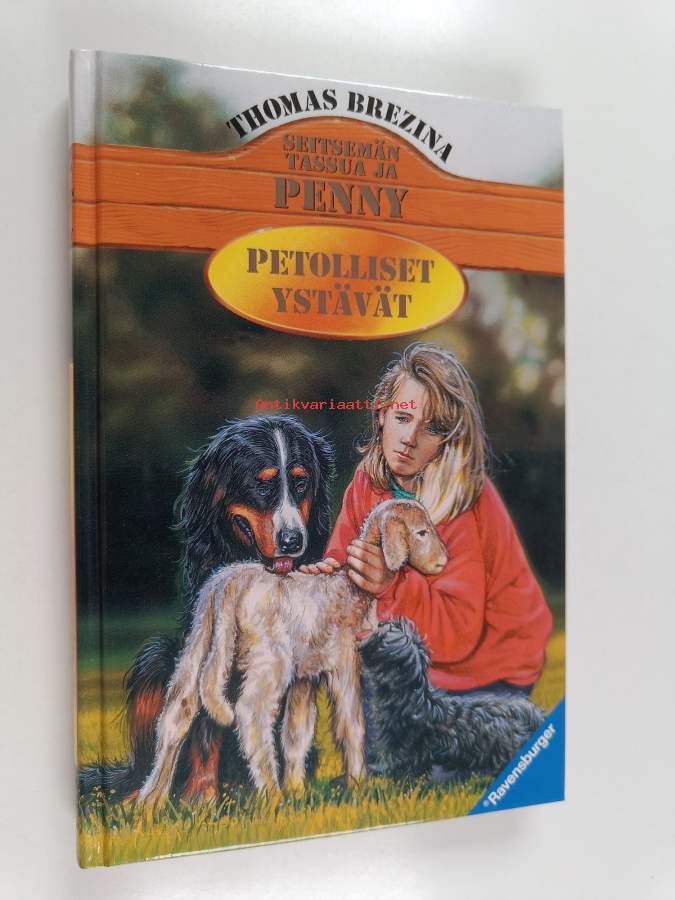 THOMAS BREZINA
SEITSEMÄN
TASSUA JA
PENNY
PETOLLISET
YSTÄVÄT
Antikvariaatti.net
Ravensburger